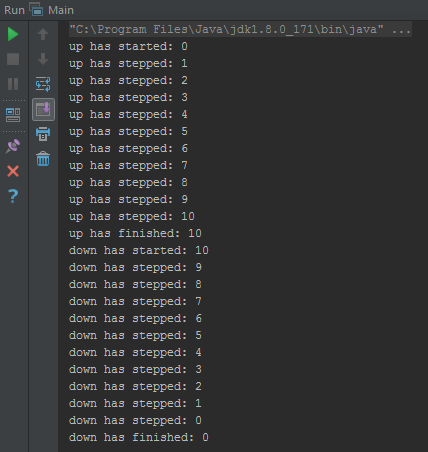 Run Main
"C:\Program Files\Java\jdk1.8.0_171\bin\java" ...
up has started: 0
up has stepped: 1
up has stepped: 2
up has stepped: 3
up has stepped: 4
up has stepped: 5
up has stepped: 6
up has stepped: 7
up has stepped: 8
up has stepped: 9
up has stepped: 10
up has finished: 10
down has started: 10
down has stepped: 9
down has stepped: 8
down has stepped: 7
down has stepped: 6
down has stepped: 5
down has stepped: 4
down has stepped: 3
down has stepped: 2
down has stepped: 1
down has stepped: 0
down has finished: 0